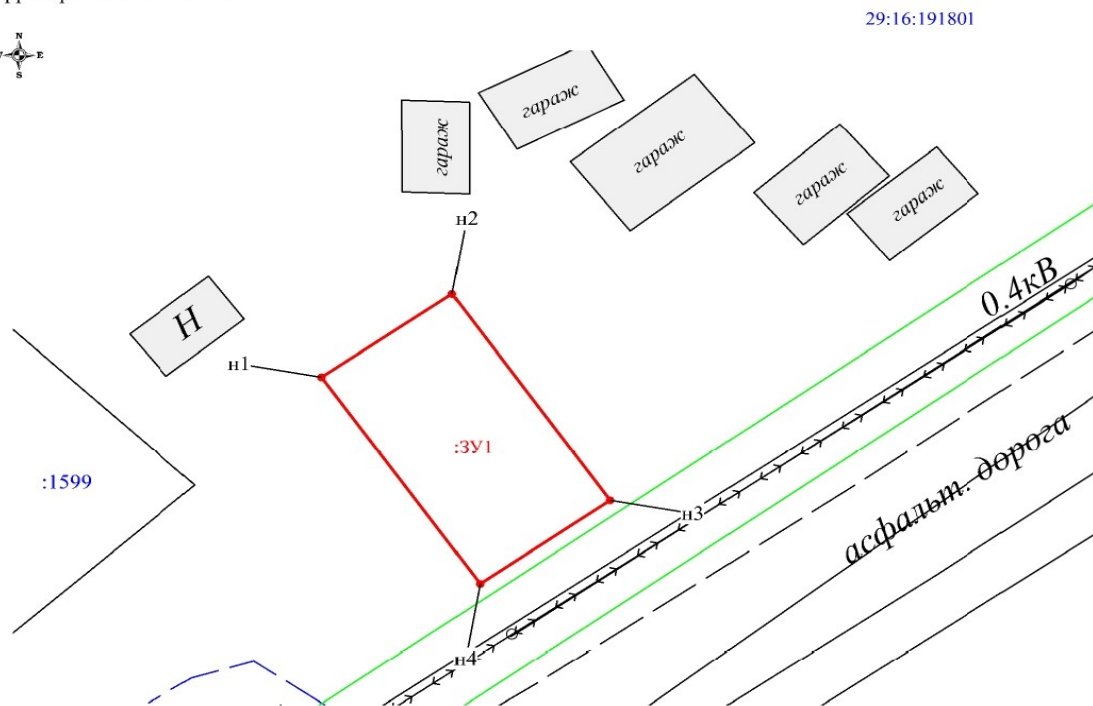 29:16:191801
N
E
S
гараж
гараж
гараж
гараж
гараж
н2
Н
н1
0.4кВ
:ЗУ1
:1599
н3
асфальт. дорога
н4